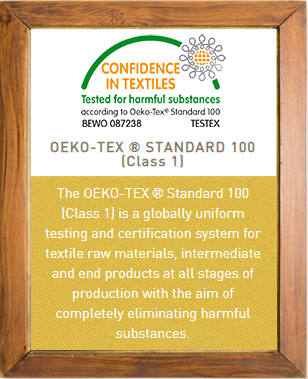 CONFIDENCE
IN TEXTILES
Tested for harmful substances
according to Oeko-Tex® Standard 100
BEWO 087238 TESTEX
OEKO-TEX ® STANDARD 100
(Class 1)
The OEKO-TEX ® Standard 100
(Class 1) is a globally uniform
testing and certification system for
textile raw materials, intermediate
and end products at all stages of
production with the aim of
completely eliminating harmful
substances.